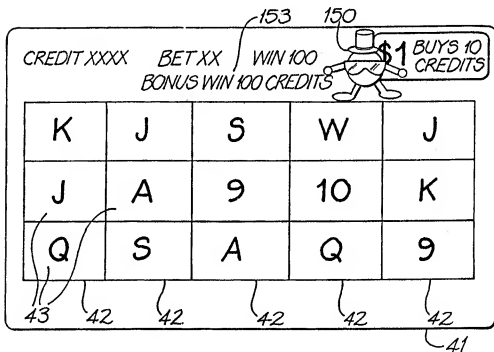 153 150
CREDIT XXXX BET XX WIN 100 $1 BUYS 10
BONUS WIN 100 CREDITS CREDITS
K J S W J
J A 9 10 K
Q S A Q 9
43 42 42 42 42 42
41